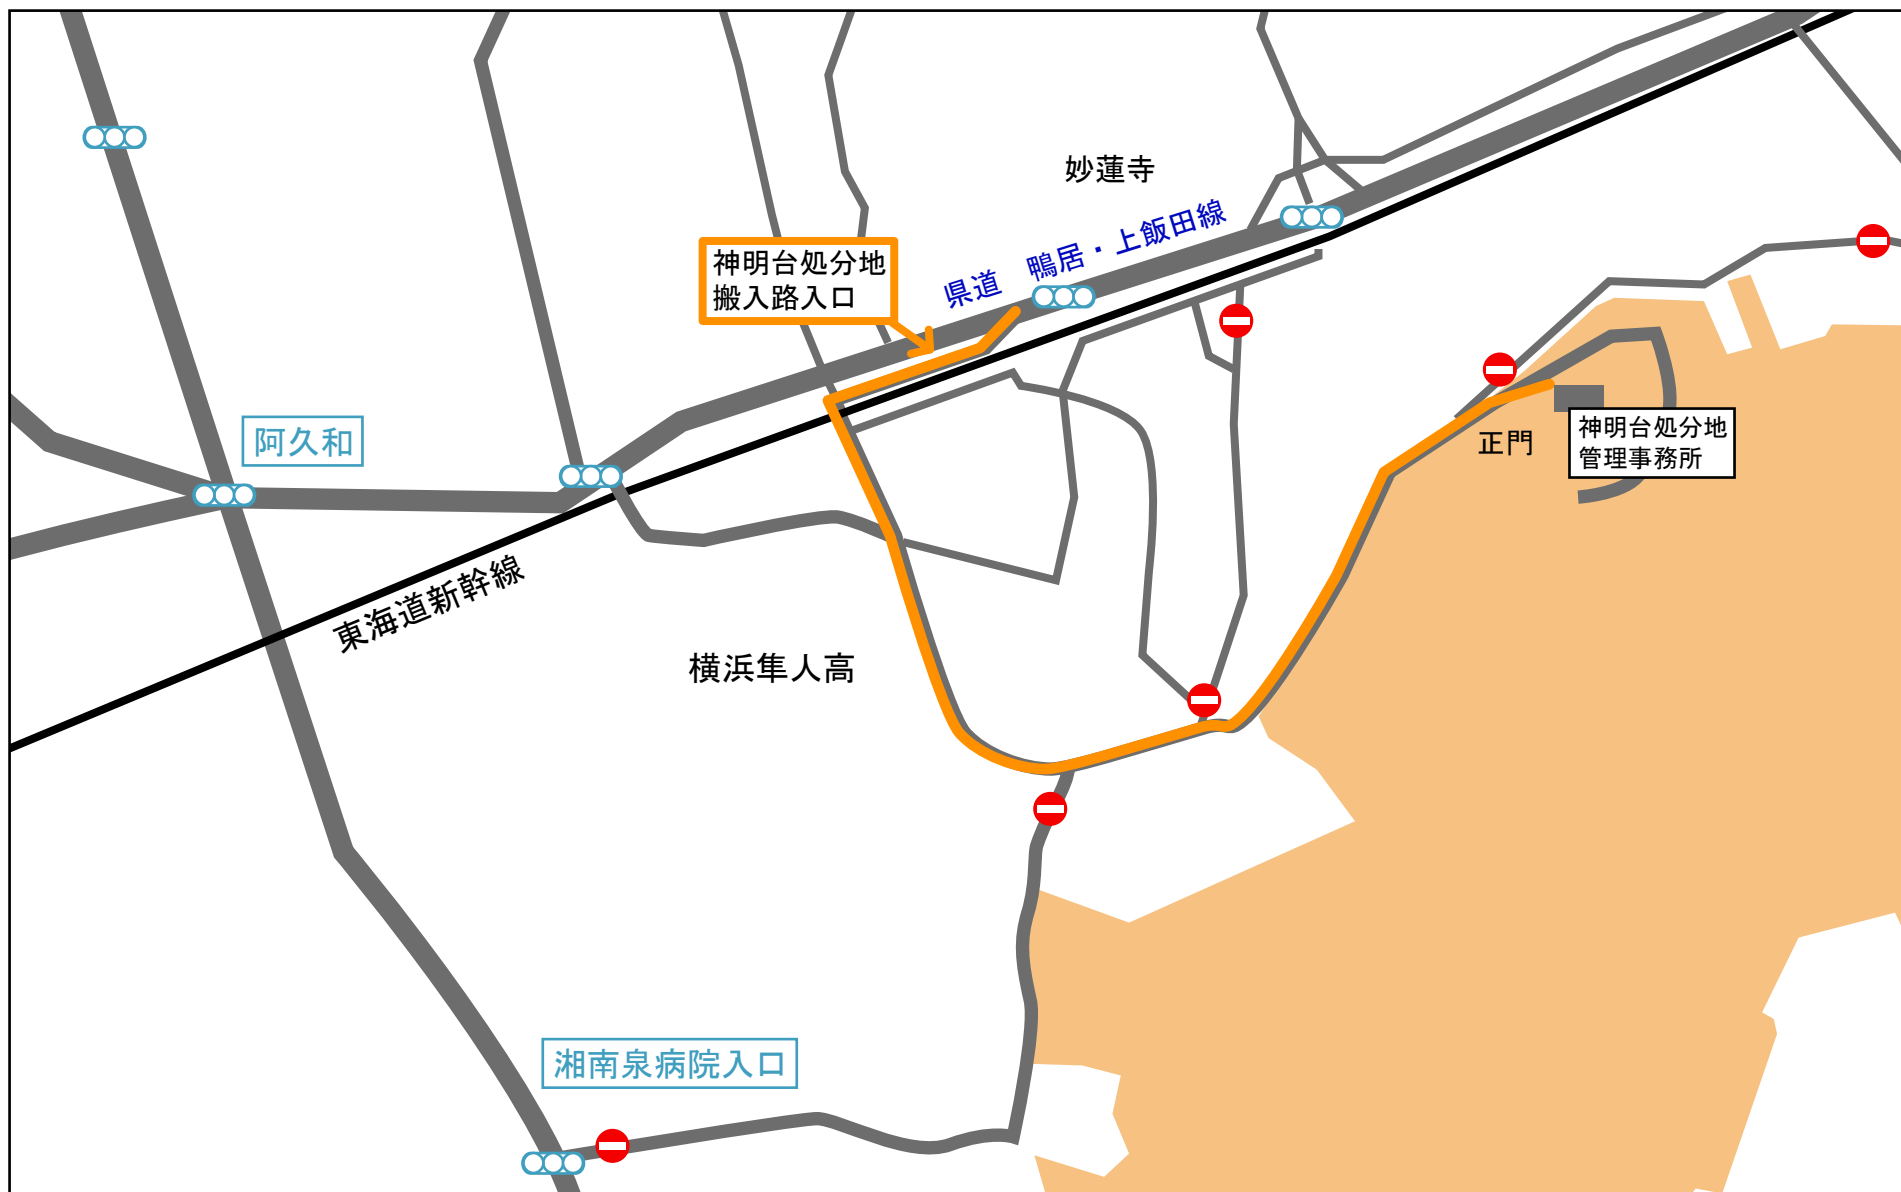 妙蓮寺
県道　鴨居・上飯田線
神明台処分地
搬入路入口
阿久和
正門
神明台処分地
管理事務所
東海道新幹線
横浜隼人高
湘南泉病院入口